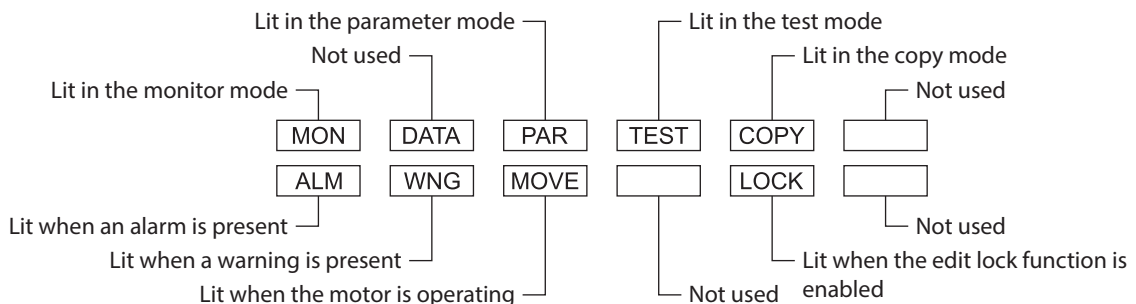 Lit in the parameter mode
Lit in the test mode
Not used
Lit in the copy mode
Lit in the monitor mode
Not used
MON DATA PAR TEST COPY
ALM WNG MOVE LOCK
Lit when an alarm is present
Not used
Lit when a warning is present
Lit when the edit lock function is
enabled
Lit when the motor is operating
Not used